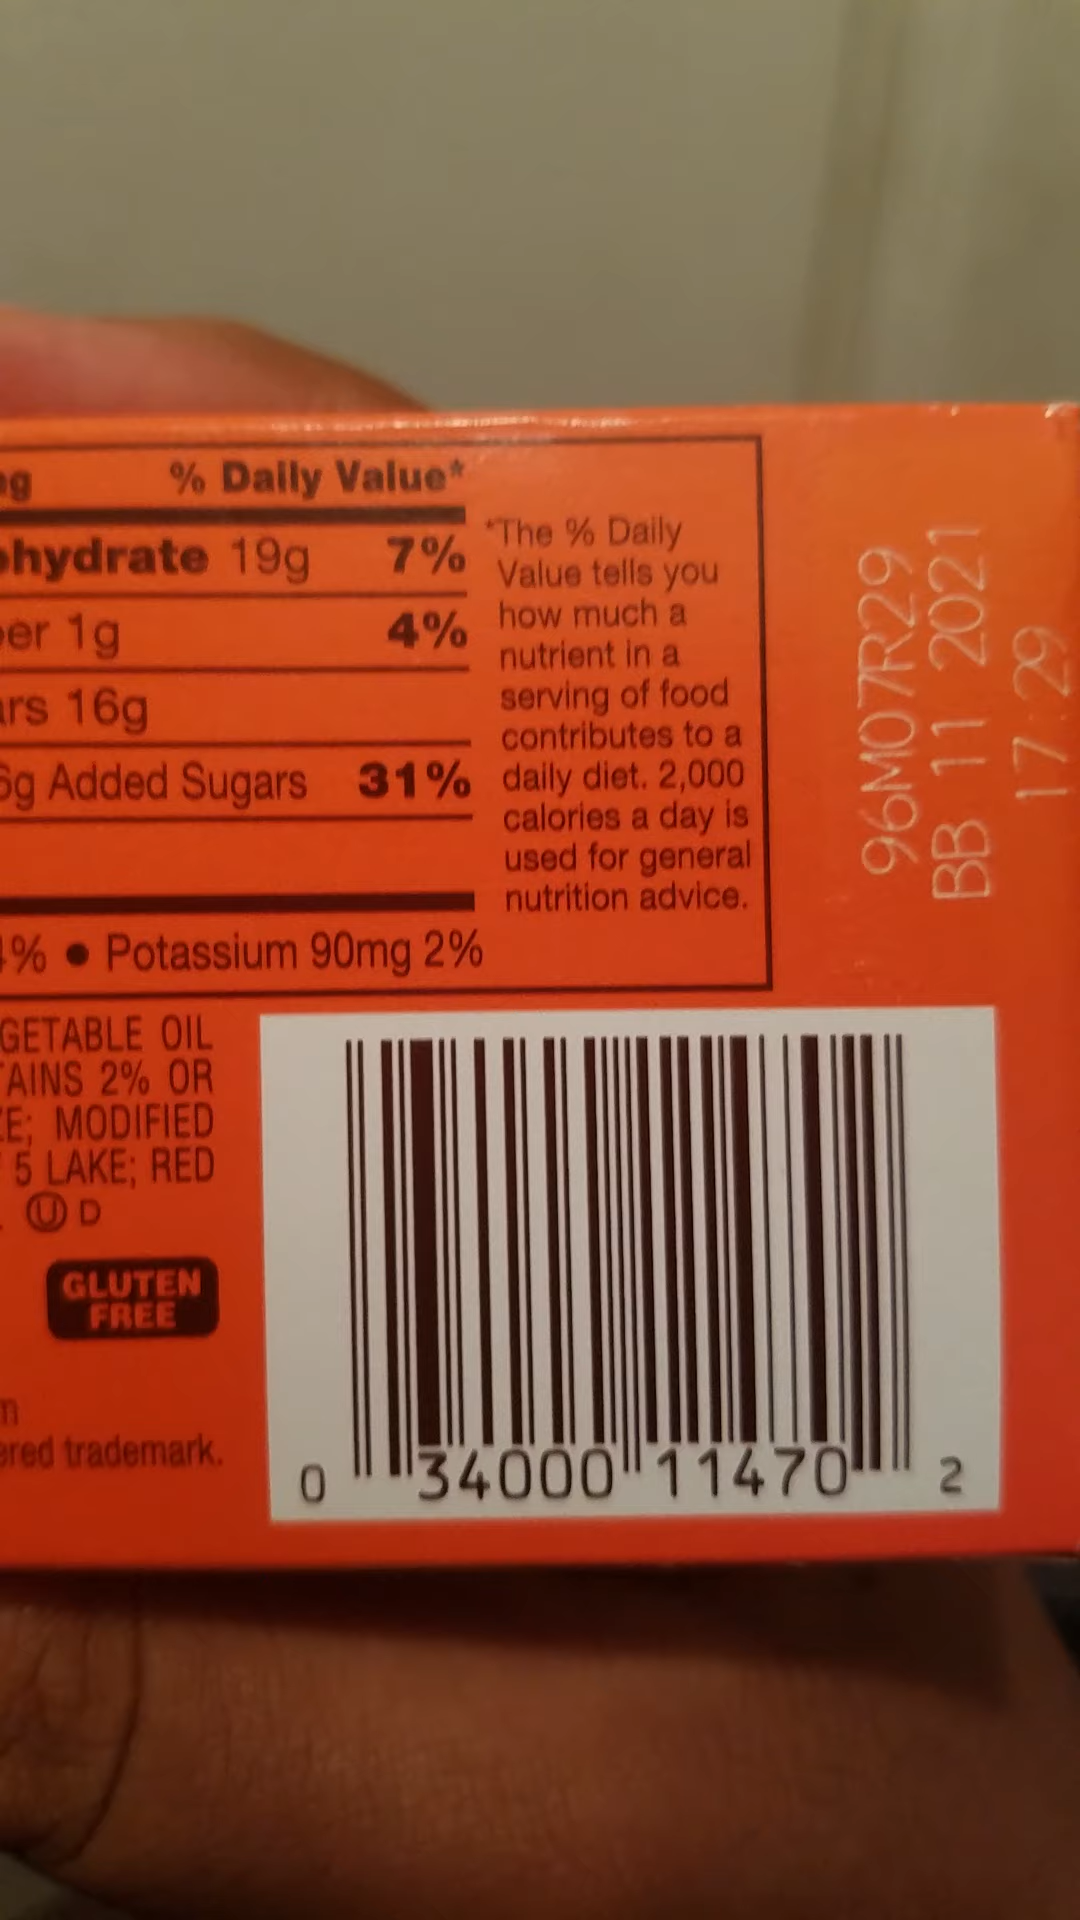 % Daily Value*
hydrate 19g 7%
er 1g 4%
rs 16g
g Added Sugars 31%
*The % Daily
Value tells you
how much a
nutrient in a
serving of food
contributes to a
daily diet. 2,000
calories a day is
used for general
nutrition advice.
% • Potassium 90mg 2%
GETABLE OIL
AINS 2% OR
E; MODIFIED
5 LAKE; RED
U D
GLUTEN
FREE
ered trademark.
0 34000 11470 2
96M07R29
BB 11 2021
17:29